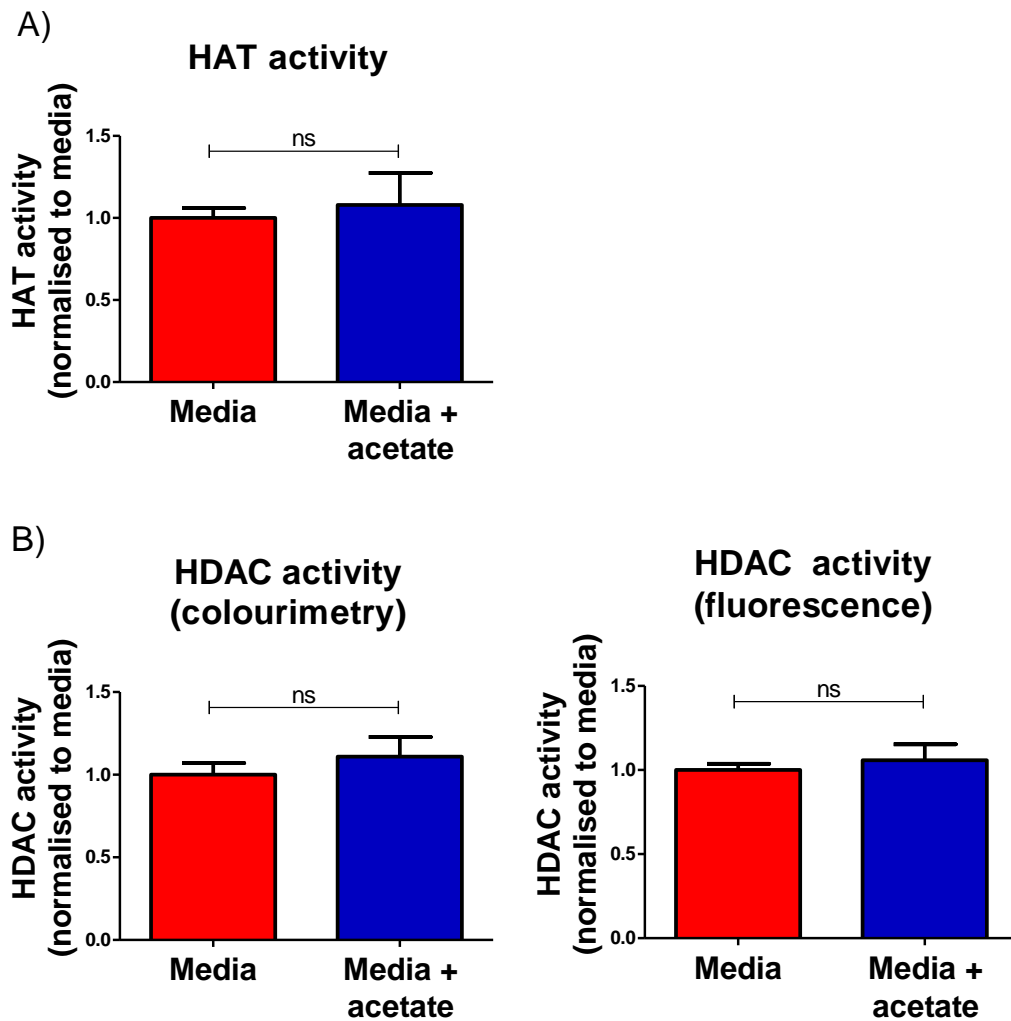 A)
HAT activity
HAT activity
(normalised to media)
1.5
1.0
0.5
0.0
ns
Media
Media +
acetate
B)
HDAC activity
(colourimetry)
HDAC activity
(normalised to media)
1.5
1.0
0.5
0.0
ns
Media
Media +
acetate
HDAC activity
(fluorescence)
HDAC activity
(normalised to media)
1.5
1.0
0.5
0.0
ns
Media
Media +
acetate